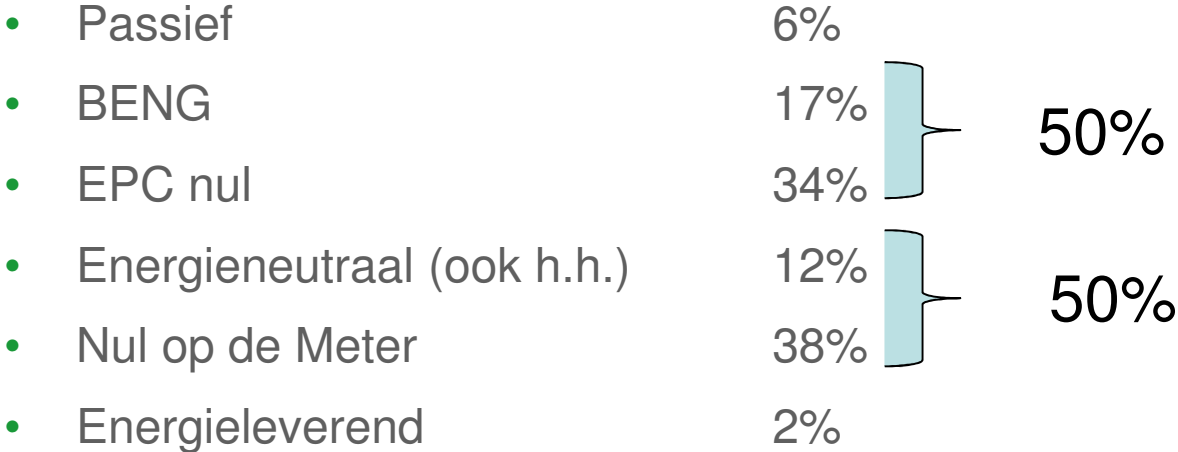 • Passief 6%
• BENG 17%
50%
• EPC nul 34%
• Energieneutraal (ook h.h.) 12%
50%
• Nul op de Meter 38%
• Energieleverend 2%